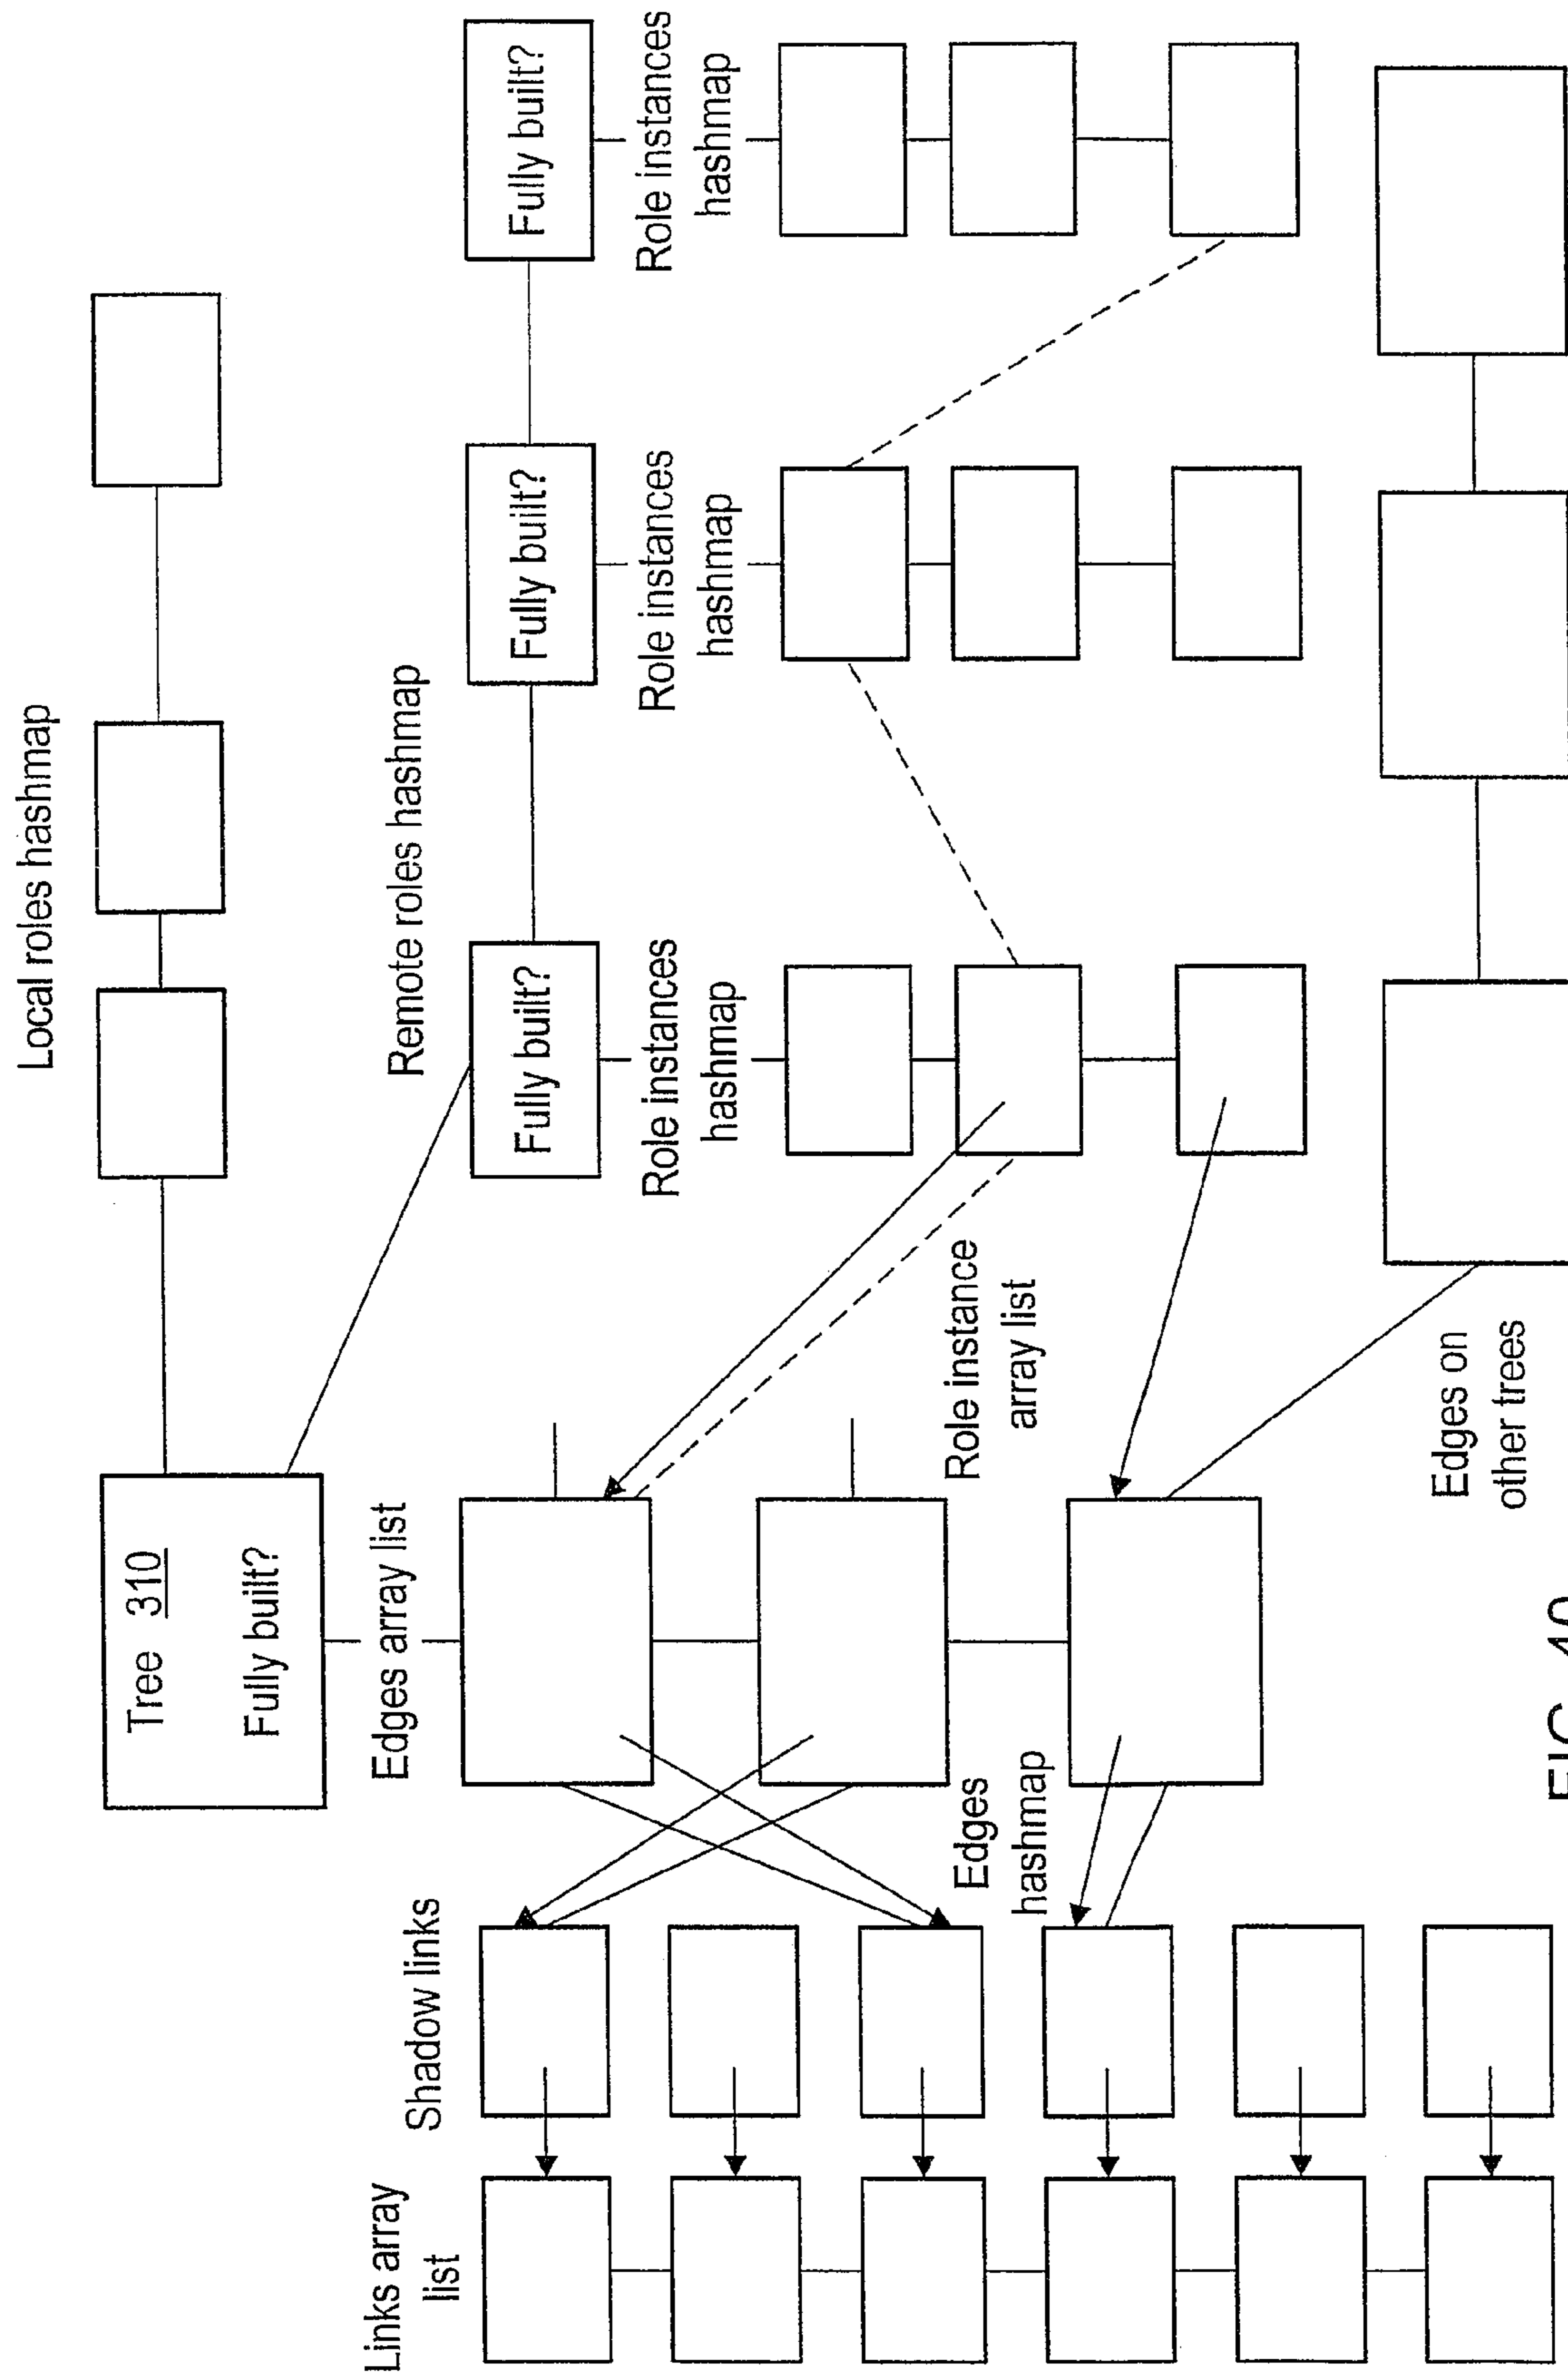 Local roles hashmap
Tree 310
Fully built?
Links array
list
Shadow links
Edges array list
Remote roles hashmap
Fully built?
Fully built?
Fully built?
Role instances
hashmap
Role instances
hashmap
Role instances
hashmap
Edges
hashmap
Role instance
array list
Edges on
other trees
FIG